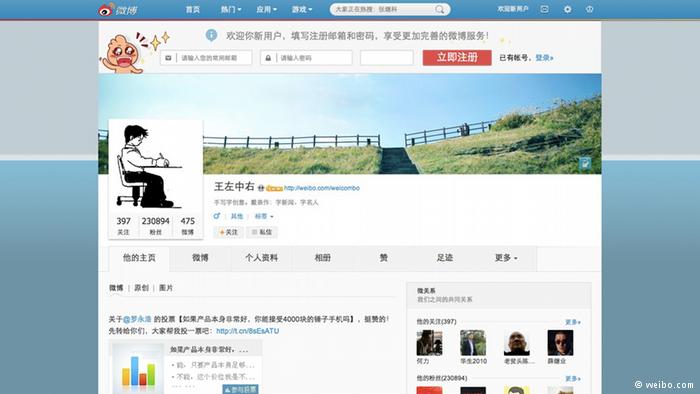 微博
首页 热门 应用 游戏 大家正在热搜：张继科 欢迎新用户
欢迎你新用户，填写注册邮箱和密码，享受更加完善的微博服务！
请输入您的常用邮箱 请输入密码 立即注册 已有帐号，登录»
王左中右 http://weibo.com/welcombo
手写字创意。戴表作：字新闻，字名人
其他 标签
397 230894 475
关注 粉丝 微博
+关注 私信
他的主页 微博 个人资料 相册 赞 足迹 更多
微博 原创 图片
关于@罗永浩 的投票【如果产品本身非常好，你能接受4000块的锤子手机吗】，挺赞的！
先转给你们，大家帮我投一票吧：http://t.cn/8sEsATU
如果产品本身非常好，...
能，只要产品本身足够...
不能，这个价位我是不...
参与投票
微关系
我们之间的共同关系
他的关注(397) 更多»
何力 华生2010 老贫头陈... 薛继业
他的粉丝(230894) 更多»
© weibo.com